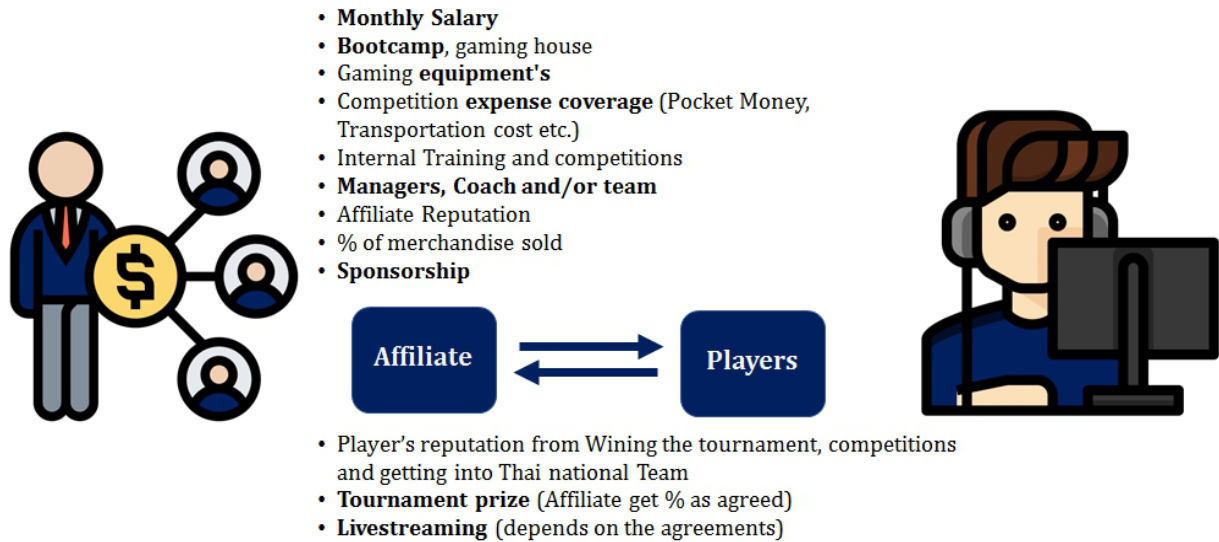 • Monthly Salary
• Bootcamp, gaming house
• Gaming equipment's
• Competition expense coverage (Pocket Money,
Transportation cost etc.)
• Internal Training and competitions
• Managers, Coach and/or team
• Affiliate Reputation
• % of merchandise sold
• Sponsorship
$
Affiliate
Players
• Player's reputation from Wining the tournament, competitions
and getting into Thai national Team
• Tournament prize (Affiliate get % as agreed)
• Livestreaming (depends on the agreements)